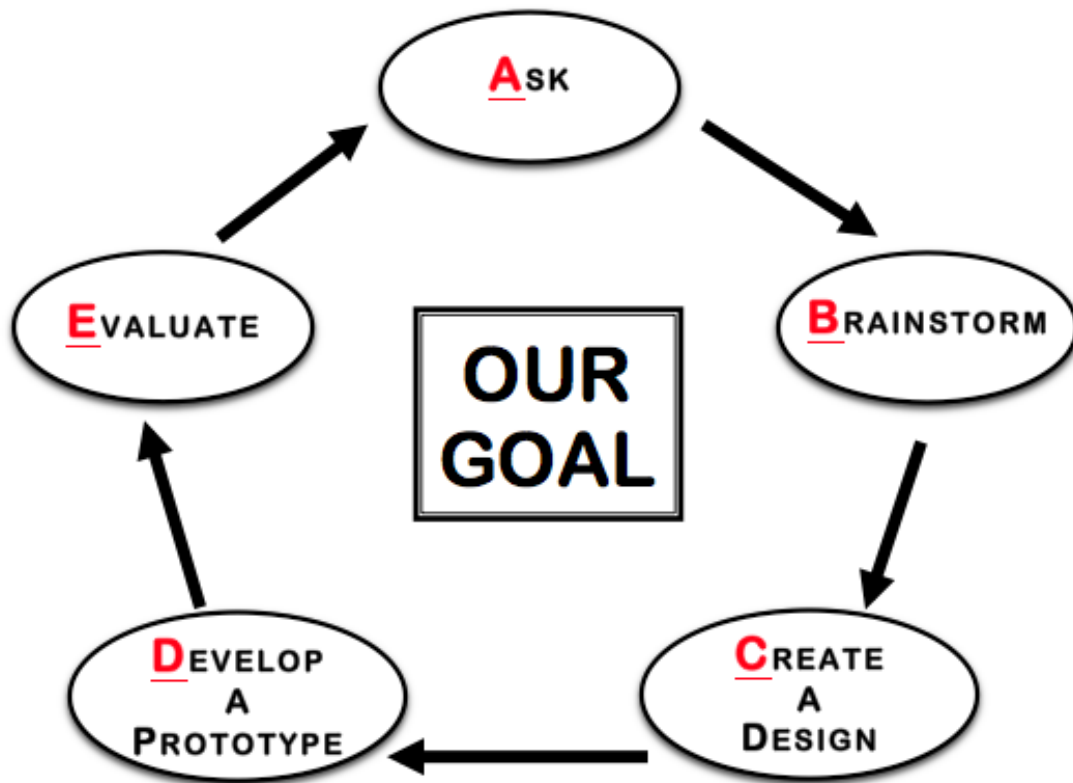 ASK
BRAINSTORM
CREATE
A
DESIGN
DEVELOP
A
PROTOTYPE
EVALUATE
OUR
GOAL